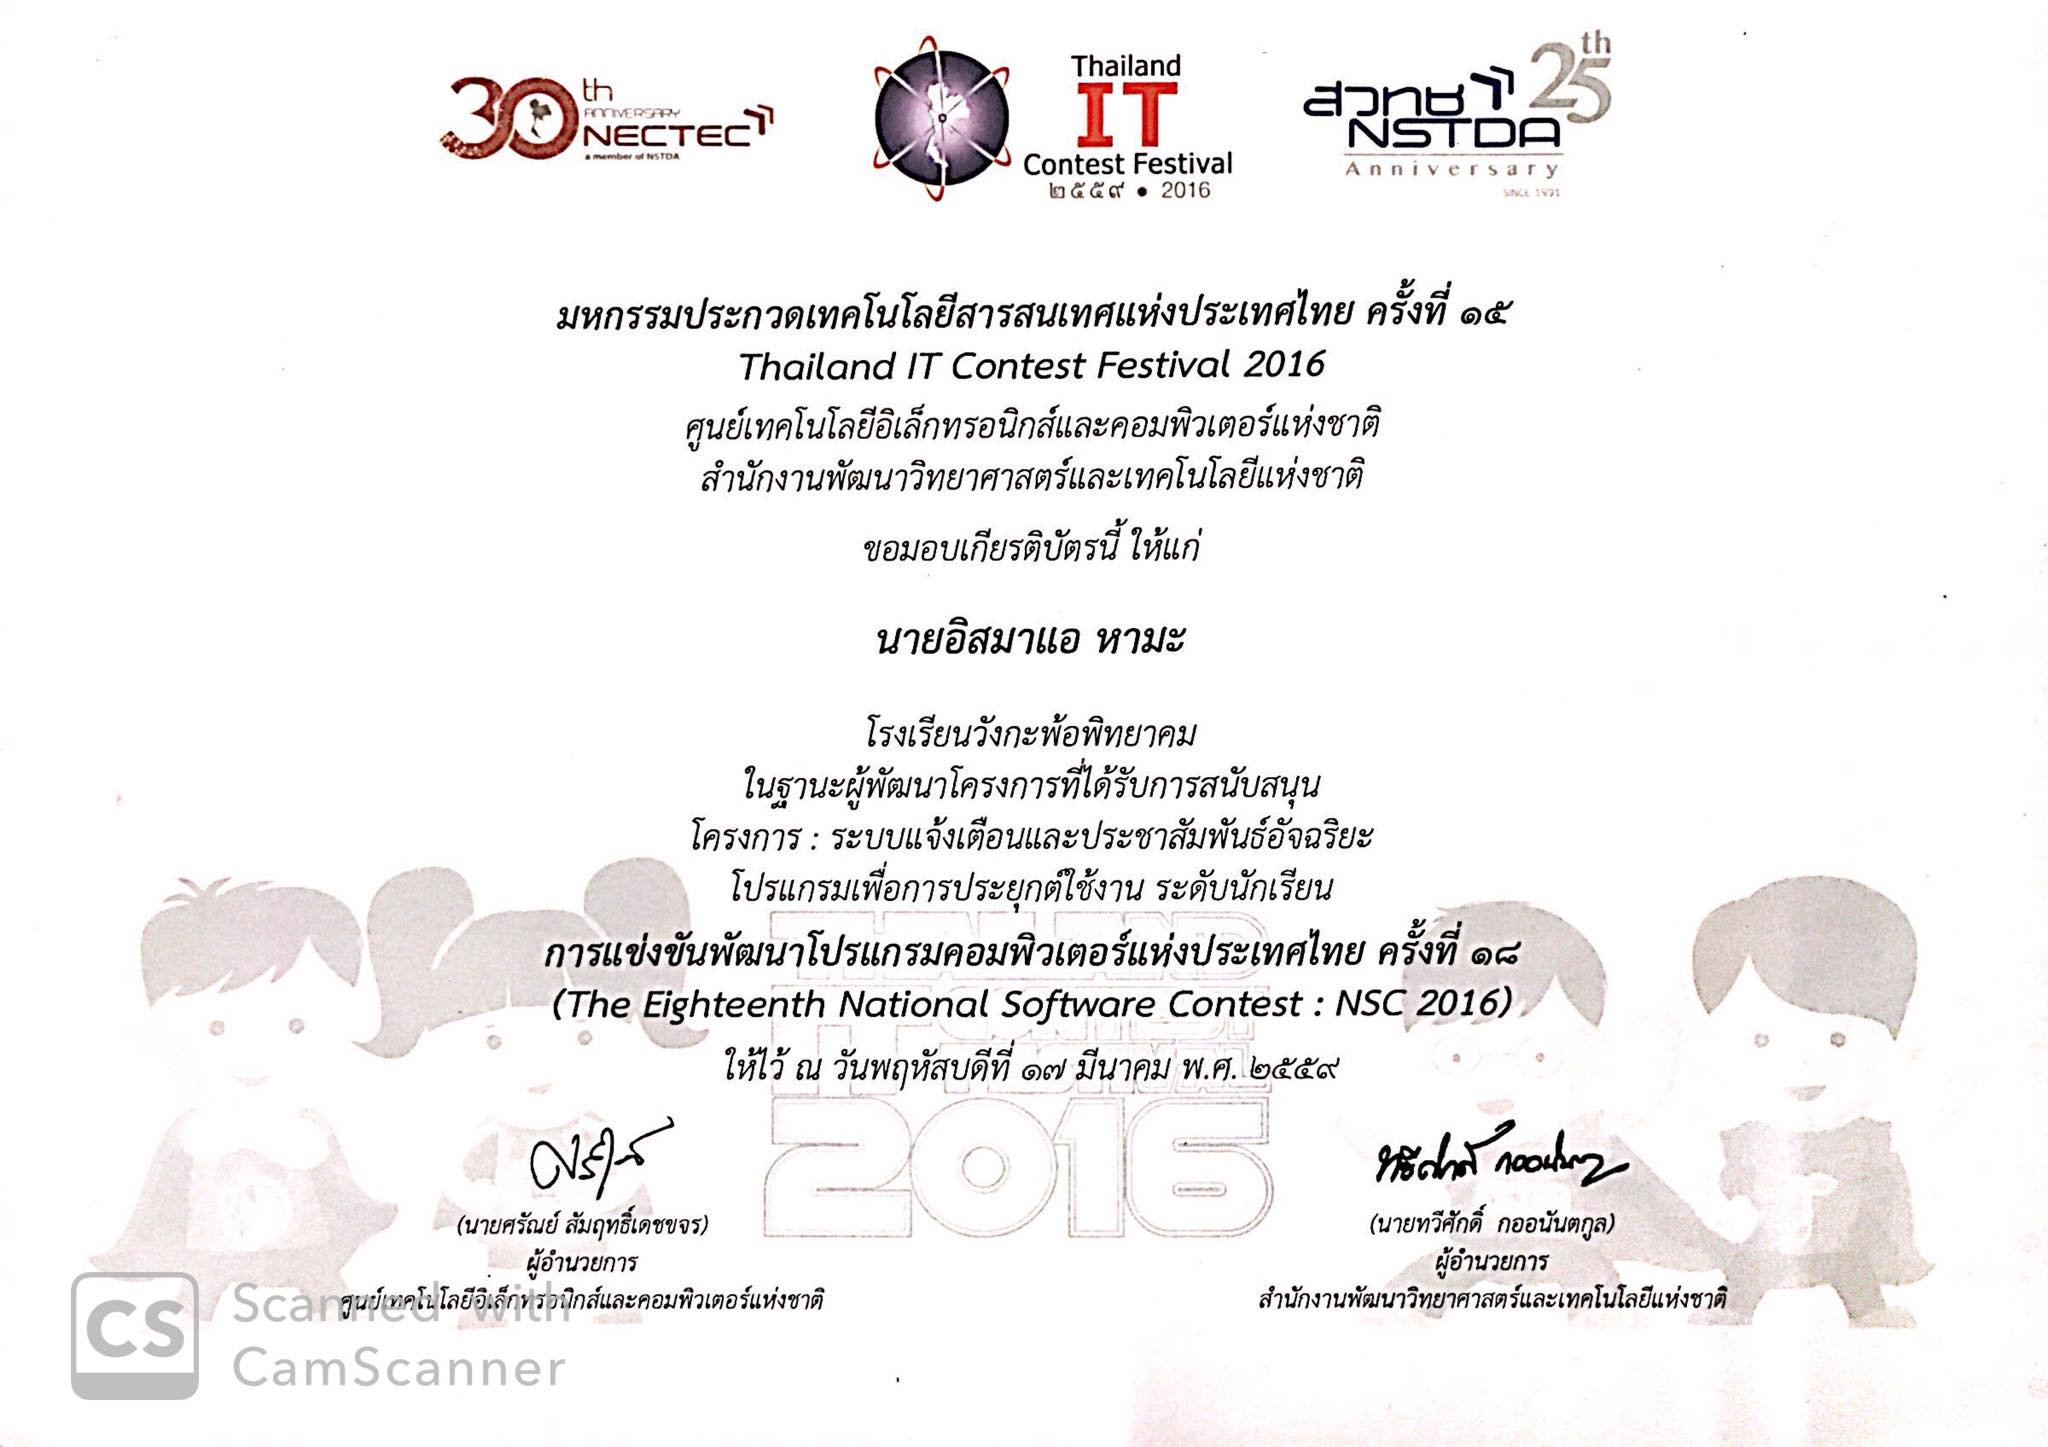 30th
ANNIVERSARY
NECTEC
a member of NSTDA
Thailand
IT
Contest Festival
๒๕๕๙ • 2016
สวทช
NSTDA
25th
Anniversary
SINCE 1991
มหกรรมประกวดเทคโนโลยีสารสนเทศแห่งประเทศไทย ครั้งที่ ๑๕
Thailand IT Contest Festival 2016
ศูนย์เทคโนโลยีอิเล็กทรอนิกส์และคอมพิวเตอร์แห่งชาติ
สำนักงานพัฒนาวิทยาศาสตร์และเทคโนโลยีแห่งชาติ
ขอมอบเกียรติบัตรนี้ ให้แก่
นายอิสมาแอ หามะ
โรงเรียนวังกะพ้อพิทยาคม
ในฐานะผู้พัฒนาโครงการที่ได้รับการสนับสนุน
โครงการ : ระบบแจ้งเตือนและประชาสัมพันธ์อัจฉริยะ
โปรแกรมเพื่อการประยุกต์ใช้งาน ระดับนักเรียน
การแข่งขันพัฒนาโปรแกรมคอมพิวเตอร์แห่งประเทศไทย ครั้งที่ ๑๘
(The Eighteenth National Software Contest : NSC 2016)
ให้ไว้ ณ วันพฤหัสบดีที่ ๑๗ มีนาคม พ.ศ. ๒๕๕๙
THAILAND
IT CONTEST
FESTIVAL
2016
(นายศรัณย์ สัมฤทธิ์เดชขจร)
ผู้อำนวยการ
ศูนย์เทคโนโลยีอิเล็กทรอนิกส์และคอมพิวเตอร์แห่งชาติ
(นายทวีศักดิ์ กออนันตกูล)
ผู้อำนวยการ
สำนักงานพัฒนาวิทยาศาสตร์และเทคโนโลยีแห่งชาติ
CS
Scanned with
CamScanner